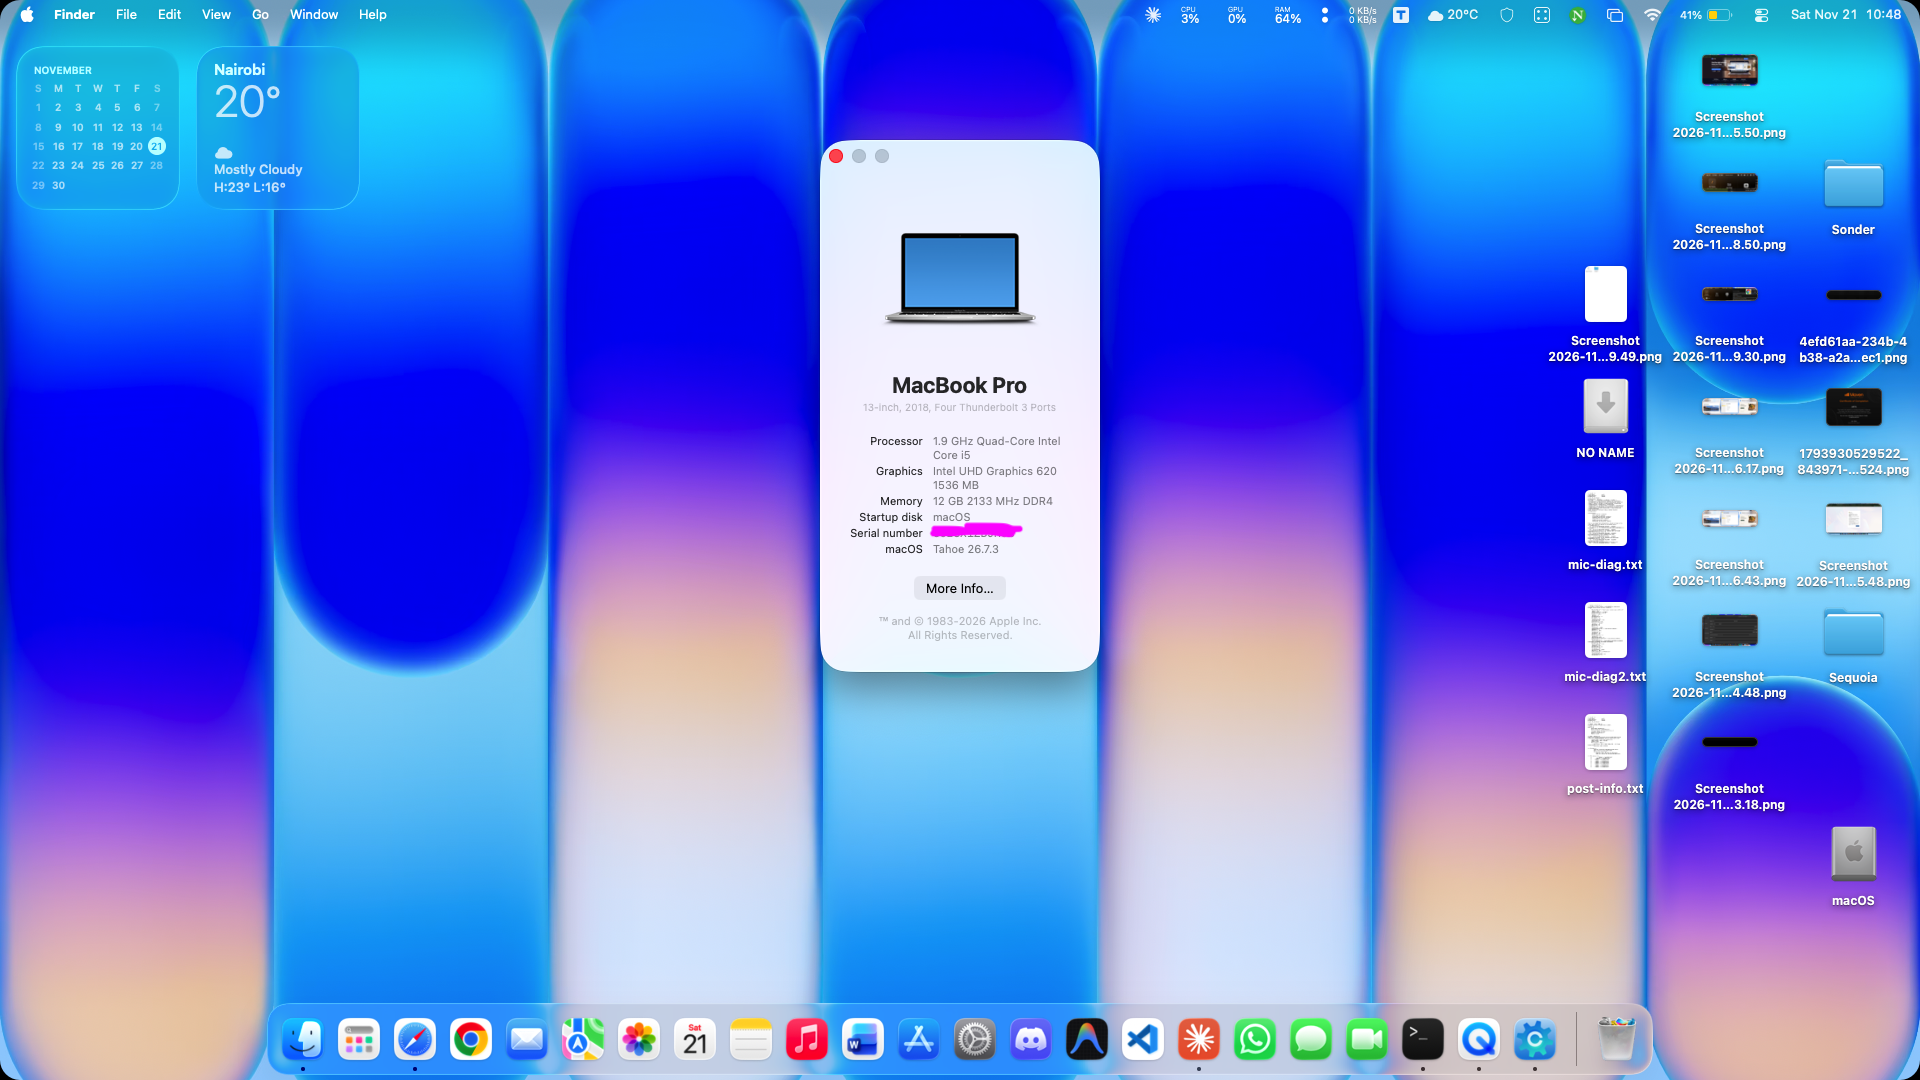 Finder File Edit View Go Window Help
CPU 3% GPU 0% RAM 64% 0 KB/s 0 KB/s T 20°C N 41% Sat Nov 21 10:48
NOVEMBER
S M T W T F S
1 2 3 4 5 6 7
8 9 10 11 12 13 14
15 16 17 18 19 20 21
22 23 24 25 26 27 28
29 30
Nairobi
20°
Mostly Cloudy
H:23° L:16°
MacBook Pro
13-inch, 2018, Four Thunderbolt 3 Ports
Processor 1.9 GHz Quad-Core Intel
Core i5
Graphics Intel UHD Graphics 620
1536 MB
Memory 12 GB 2133 MHz DDR4
Startup disk macOS
Serial number
macOS Tahoe 26.7.3
More Info...
™ and © 1983-2026 Apple Inc.
All Rights Reserved.
Screenshot
2026-11...9.49.png
NO NAME
mic-diag.txt
mic-diag2.txt
post-info.txt
Screenshot
2026-11...5.50.png
Screenshot
2026-11...8.50.png
Screenshot
2026-11...9.30.png
Screenshot
2026-11...6.17.png
Screenshot
2026-11...6.43.png
Screenshot
2026-11...4.48.png
Screenshot
2026-11...3.18.png
Sonder
4efd61aa-234b-4
b38-a2a...ec1.png
1793930529522_
843971-...524.png
Screenshot
2026-11...5.48.png
Sequoia
macOS
Sat
21
W
>_